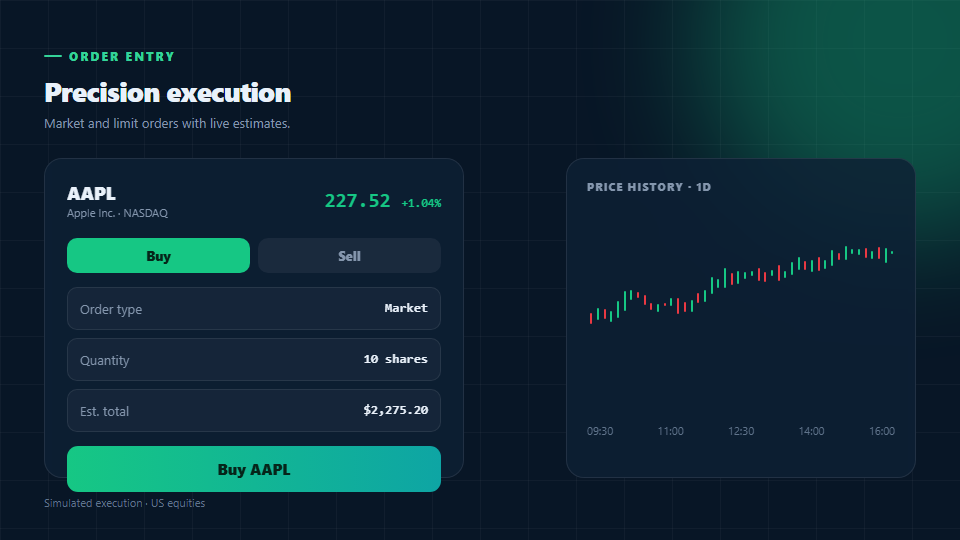 ORDER ENTRY
Precision execution
Market and limit orders with live estimates.
AAPL
Apple Inc. · NASDAQ
227.52 +1.04%
Buy
Sell
Order type
Market
Quantity
10 shares
Est. total
$2,275.20
Buy AAPL
Simulated execution · US equities
PRICE HISTORY · 1D
09:30 11:00 12:30 14:00 16:00